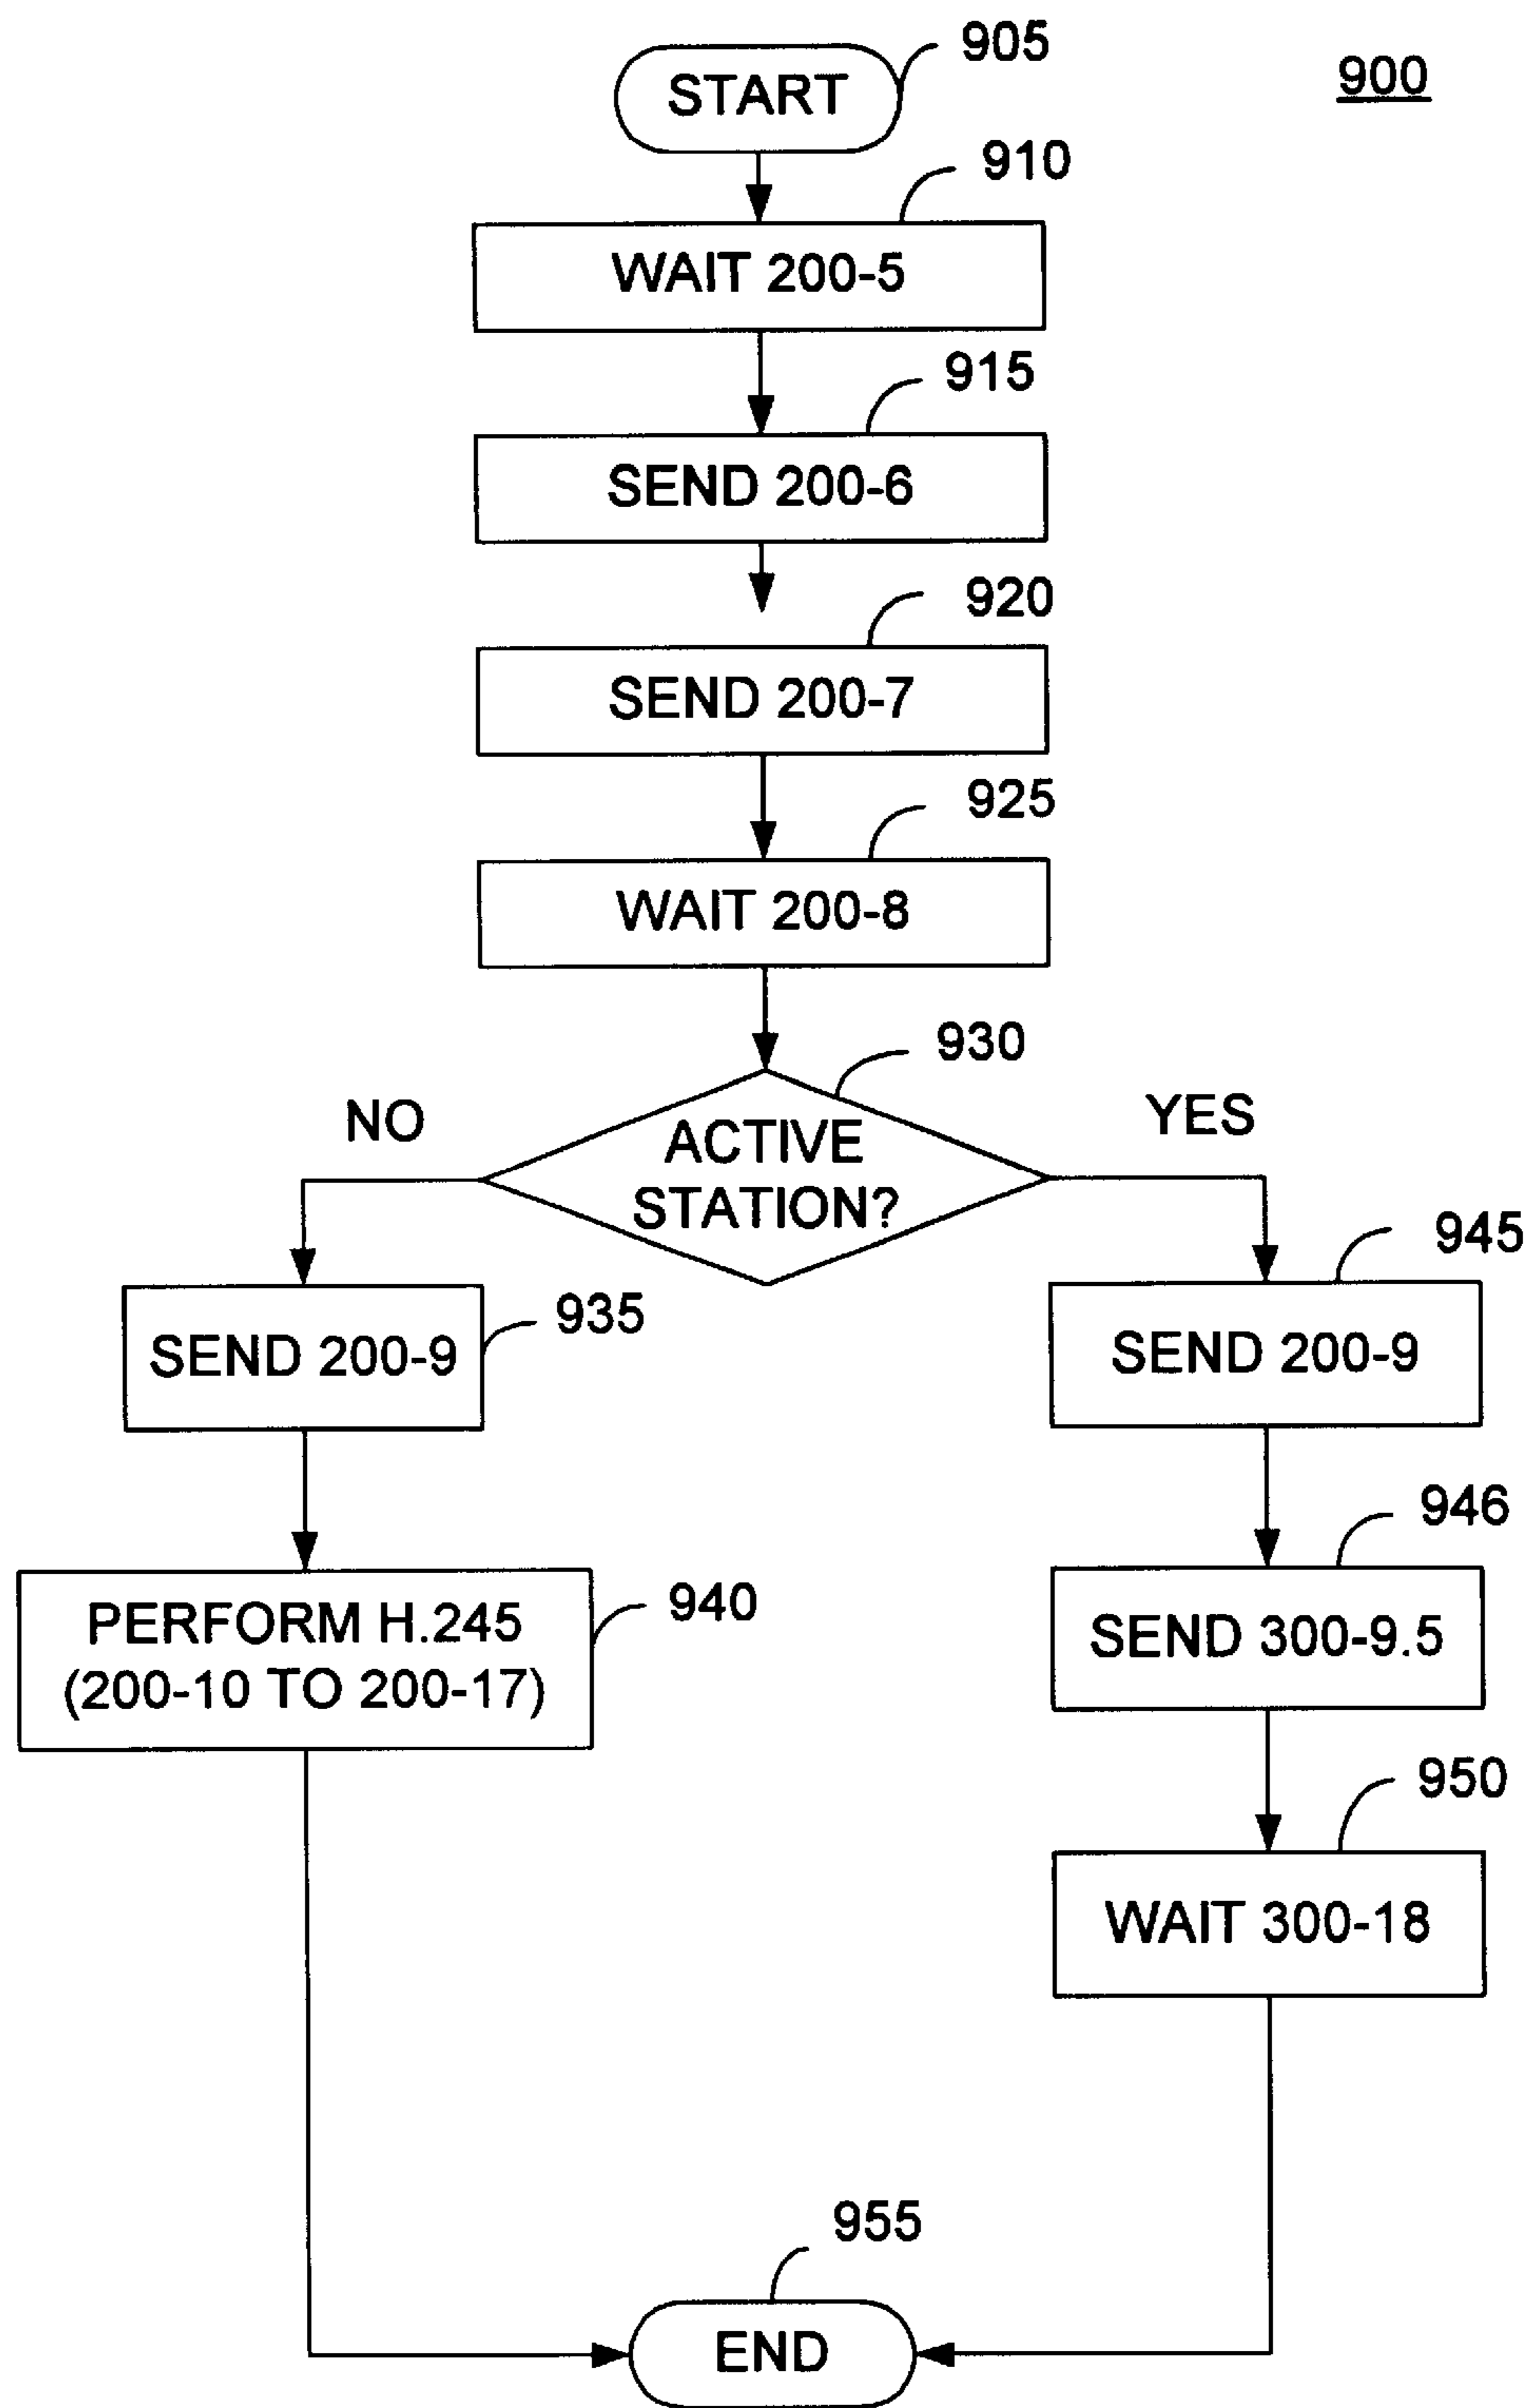 905
900
START
910
WAIT 200-5
915
SEND 200-6
920
SEND 200-7
925
WAIT 200-8
930
NO
YES
ACTIVE
STATION?
945
935
SEND 200-9
SEND 200-9
946
940
PERFORM H.245
(200-10 TO 200-17)
SEND 300-9.5
950
WAIT 300-18
955
END